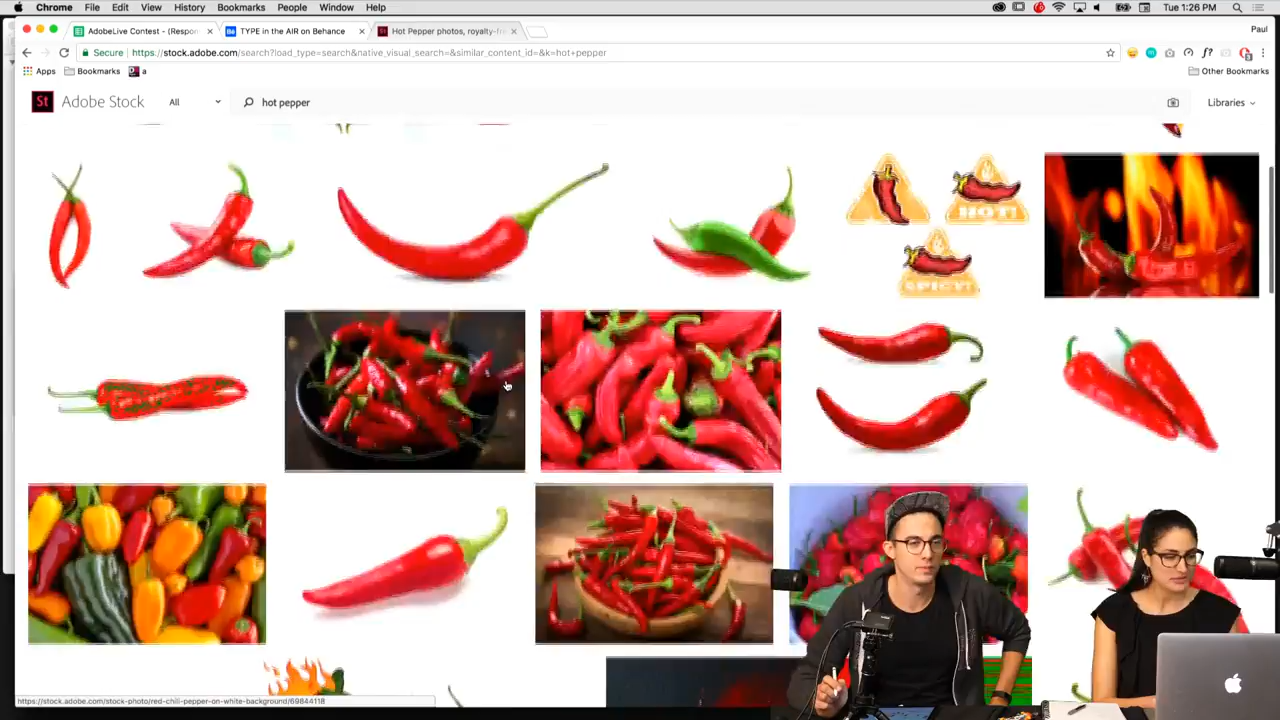 Chrome File Edit View History Bookmarks People Window Help Tue 1:26 PM
AdobeLive Contest - (Respon TYPE in the AIR on Behance Hot Pepper photos, royalty-fre Paul
Secure https://stock.adobe.com/search?load_type=search&native_visual_search=&similar_content_id=&k=hot+pepper
Apps Bookmarks a Other Bookmarks
St Adobe Stock All hot pepper Libraries
HOT!
SPICY!
https://stock.adobe.com/stock-photo/red-chili-pepper-on-white-background/69844118